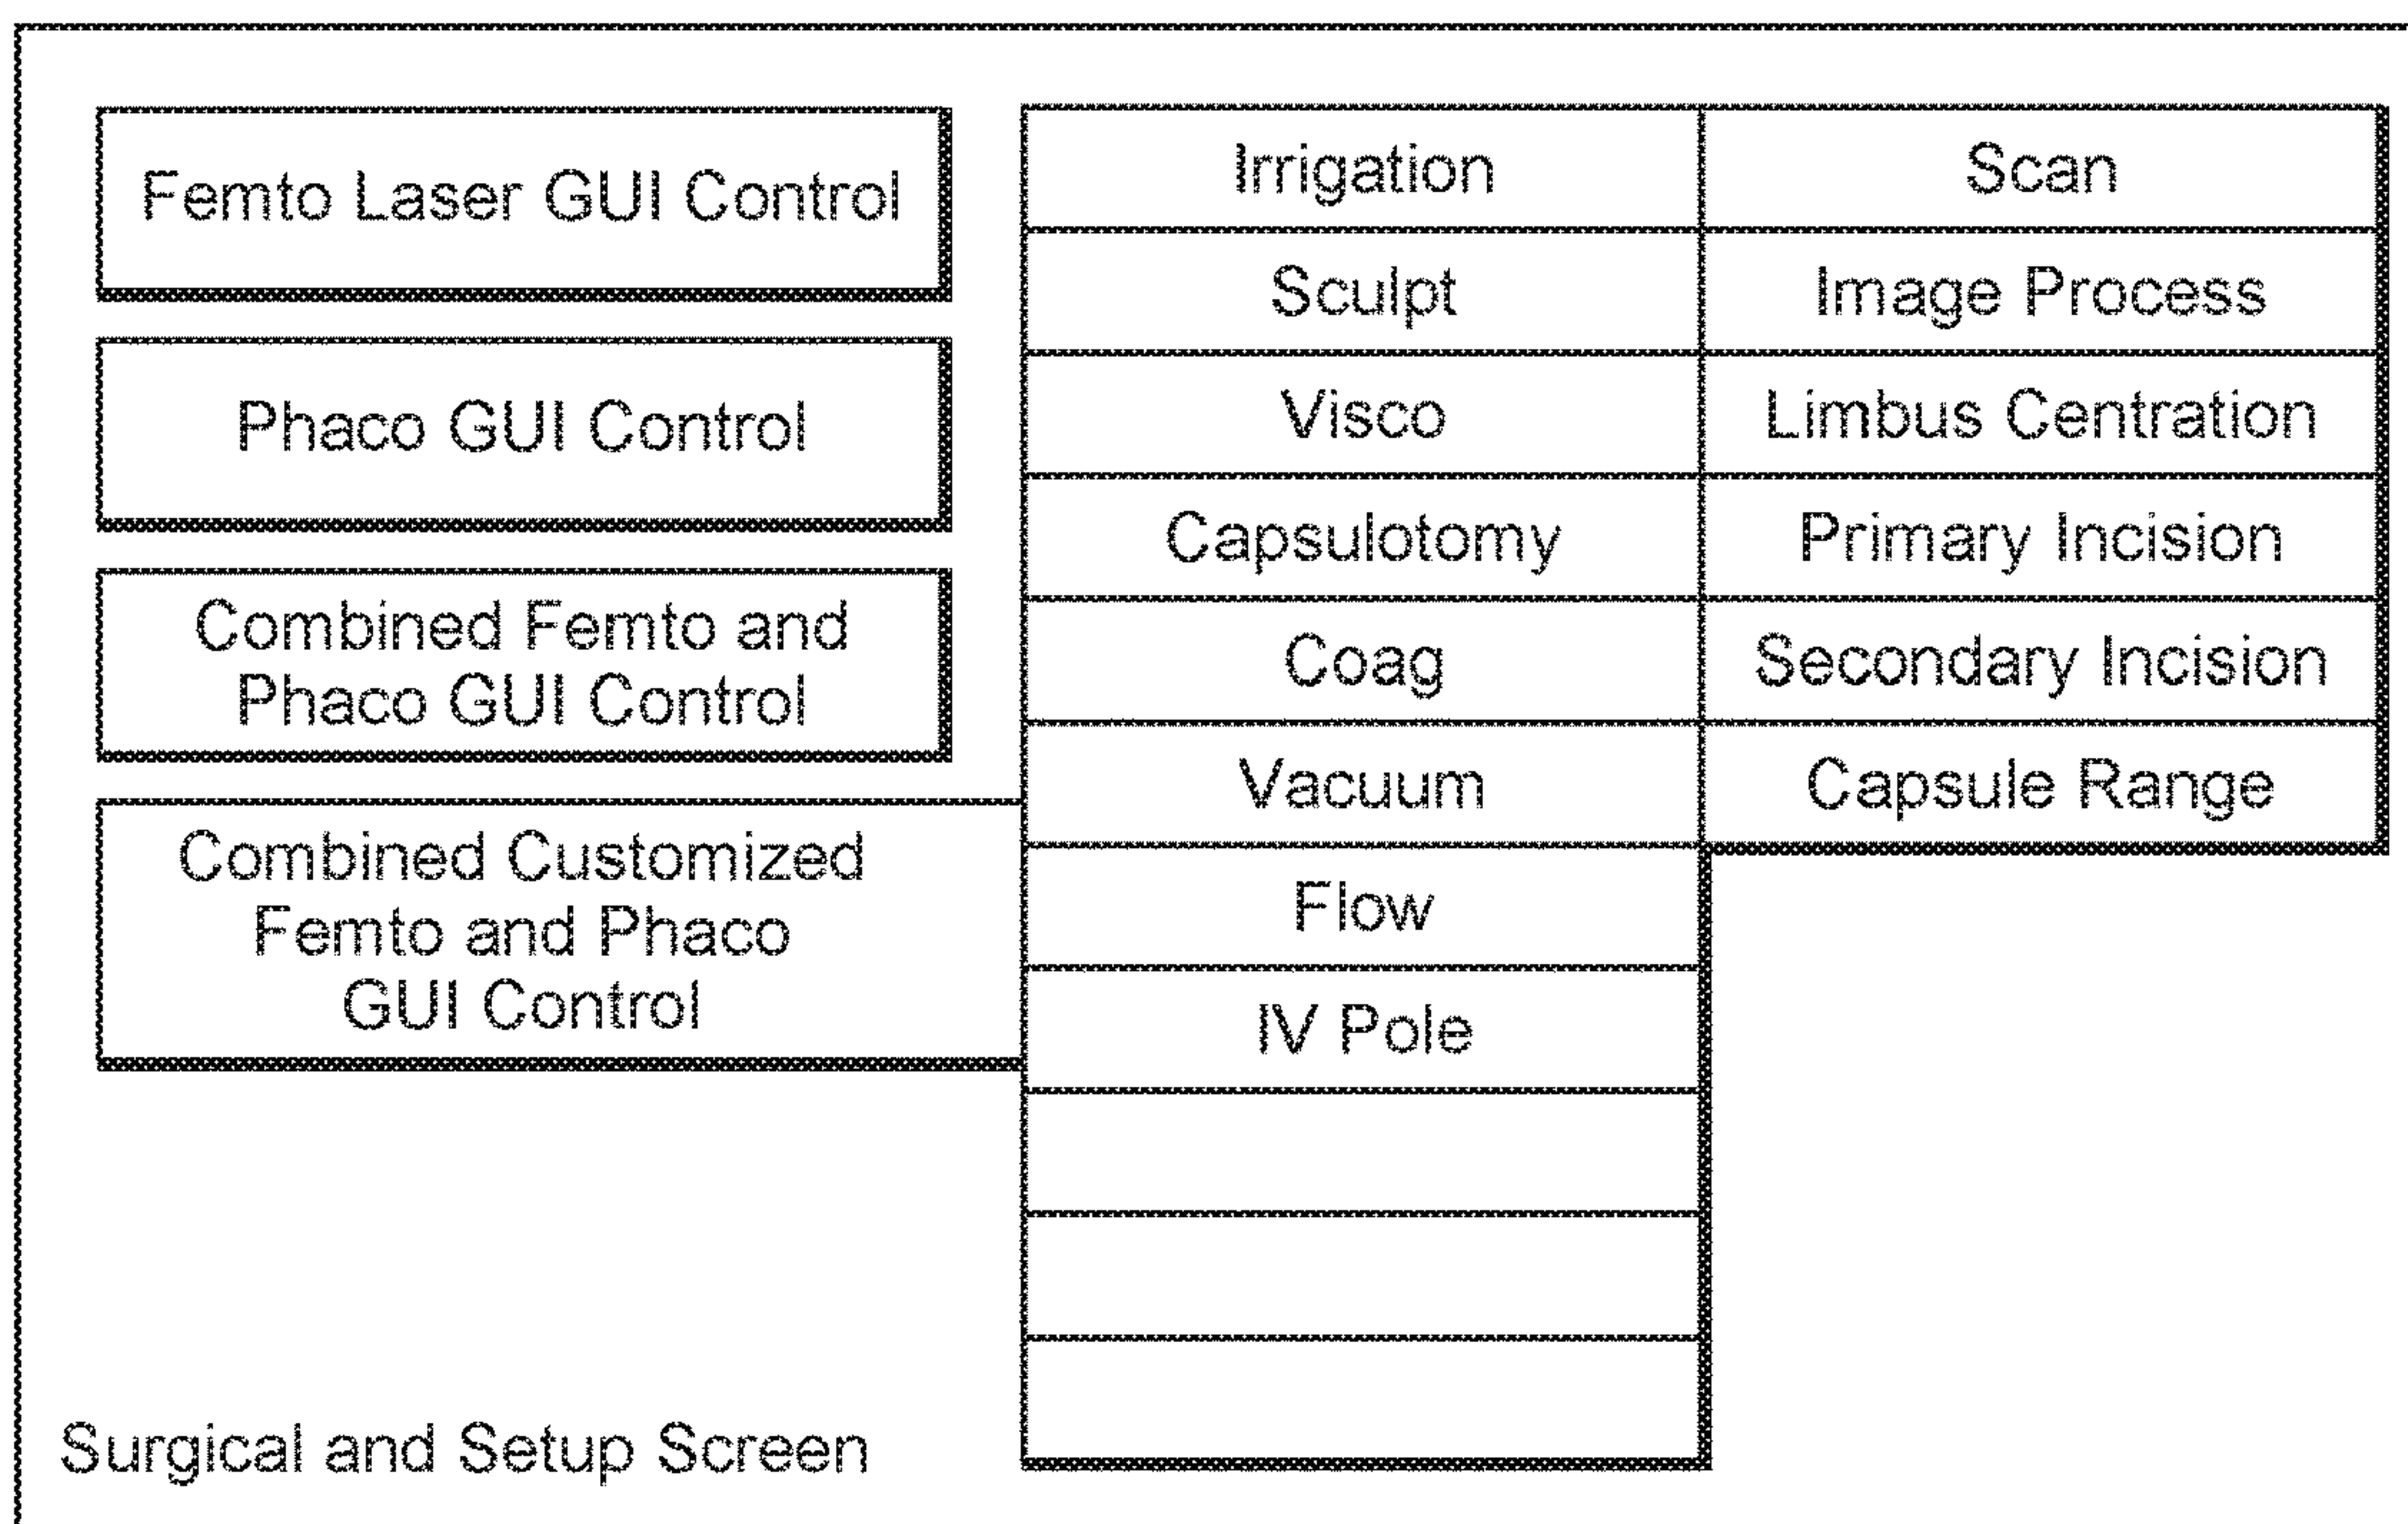 Femto Laser GUI Control
Phaco GUI Control
Combined Femto and
Phaco GUI Control
Combined Customized
Femto and Phaco
GUI Control
Irrigation
Scan
Sculpt
Image Process
Visco
Limbus Centration
Capsulotomy
Primary Incision
Coag
Secondary Incision
Vacuum
Capsule Range
Flow
IV Pole
Surgical and Setup Screen